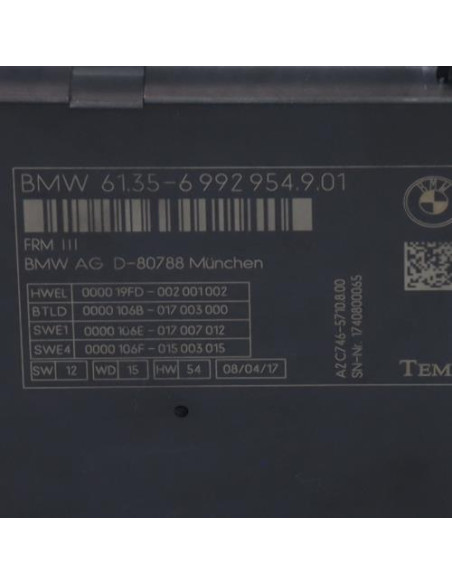 BMW 61.35-6 992 954.9.01
FRM III
BMW AG D-80788 München
HWEL 0000 19FD-002 001 002
BTLD 0000 106B-017 003 000
SWE1 0000 106E-017 007 012
SWE4 0000 106F-015 003 015
SW 12 WD 15 HW 54 08/04/17
BMW
A2C746-5710.8.00
SN-Nr. 1740800065